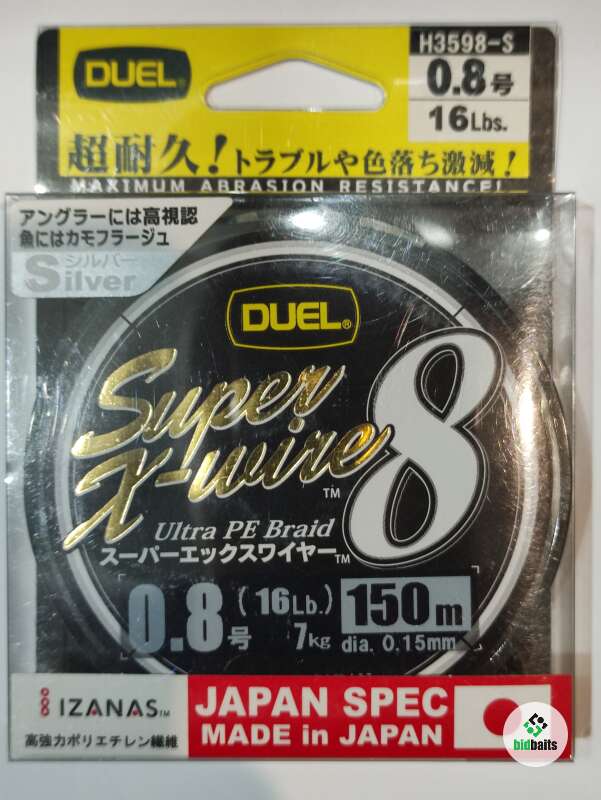 DUEL®
H3598-S
0.8号
16Lbs.
超耐久！トラブルや色落ち激減！
MAXIMUM ABRASION RESISTANCE!
アングラーには高視認
魚にはカモフラージュ
シルバー
Silver
DUEL®
Super
X-wire 8™
Ultra PE Braid
スーパーエックスワイヤー™
0.8号 (16Lb.) 7kg
150m
dia. 0.15mm
IZANAS™
高強力ポリエチレン繊維
JAPAN SPEC
MADE in JAPAN
bidbaits